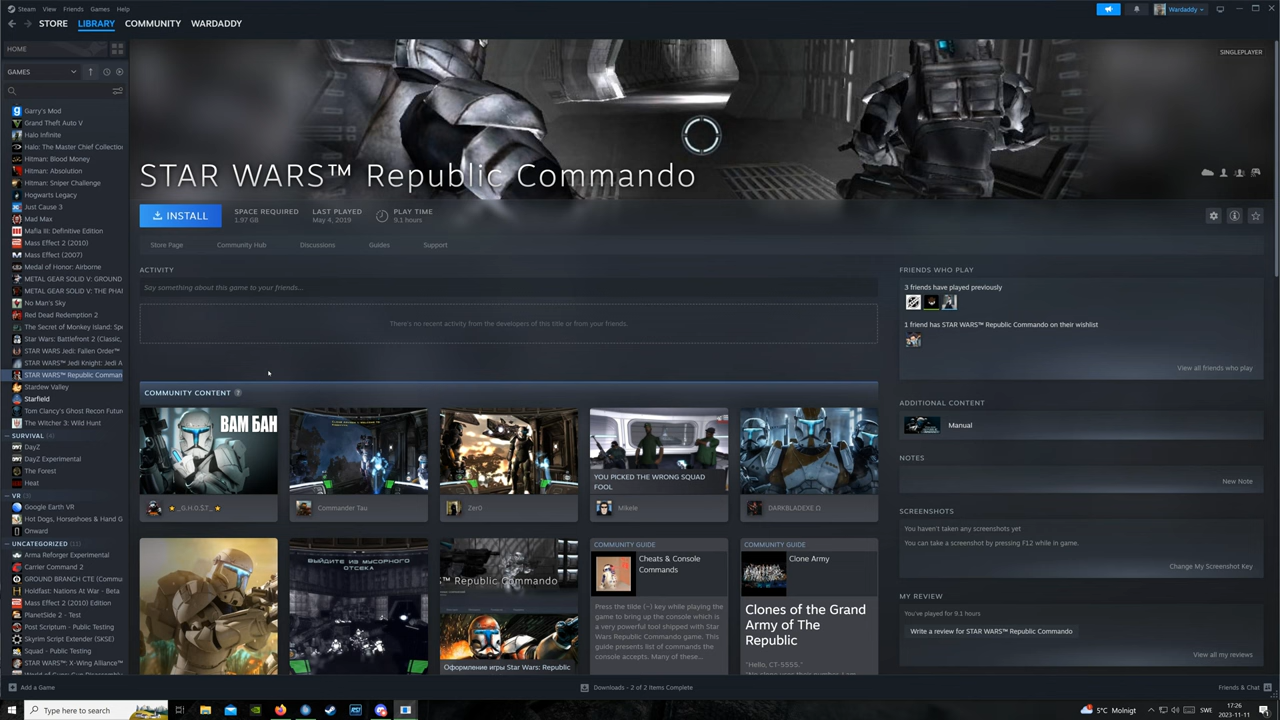 Steam View Friends Games Help
Wardaddy
STORE LIBRARY COMMUNITY WARDADDY
HOME
GAMES
Garry's Mod
Grand Theft Auto V
Halo Infinite
Halo: The Master Chief Collection
Hitman: Blood Money
Hitman: Absolution
Hitman: Sniper Challenge
Hogwarts Legacy
Just Cause 3
Mad Max
Mafia III: Definitive Edition
Mass Effect 2 (2010)
Mass Effect (2007)
Medal of Honor: Airborne
METAL GEAR SOLID V: GROUND
METAL GEAR SOLID V: THE PHA
No Man's Sky
Red Dead Redemption 2
The Secret of Monkey Island: Spe
Star Wars: Battlefront 2 (Classic,
STAR WARS Jedi: Fallen Order™
STAR WARS™ Jedi Knight: Jedi A
STAR WARS™ Republic Comman
Stardew Valley
Starfield
Tom Clancy's Ghost Recon Future
The Witcher 3: Wild Hunt
SURVIVAL (4)
DayZ
DayZ Experimental
The Forest
Heat
VR (3)
Google Earth VR
Hot Dogs, Horseshoes & Hand G
Onward
UNCATEGORIZED (11)
Arma Reforger Experimental
Carrier Command 2
GROUND BRANCH CTE (Commu
Holdfast: Nations At War - Beta
Mass Effect 2 (2010) Edition
PlanetSide 2 - Test
Post Scriptum - Public Testing
Skyrim Script Extender (SKSE)
Squad - Public Testing
STAR WARS™: X-Wing Alliance™
SINGLEPLAYER
STAR WARS™ Republic Commando
INSTALL
SPACE REQUIRED
1.97 GB
LAST PLAYED
May 4, 2019
PLAY TIME
9.1 hours
Store Page Community Hub Discussions Guides Support
ACTIVITY
Say something about this game to your friends...
There's no recent activity from the developers of this title or from your friends.
COMMUNITY CONTENT ?
ВАМ БАН
YOU PICKED THE WRONG SQUAD
FOOL
★ _G.H.O.S.T_ ★
Commander Tau
Zer0
Mikele
DARKBLADEXE Ω
ВЫЙДИТЕ ИЗ МУСОРНОГО
ОТСЕКА
Republic Commando
Оформление игры Star Wars: Republic
COMMUNITY GUIDE
Cheats & Console
Commands
Press the tilde (~) key while playing the
game to bring up the console which is
a very powerful tool shipped with Star
Wars Republic Commando game. This
guide presents list of commands the
console accepts. Many of these...
COMMUNITY GUIDE
Clone Army
Clones of the Grand
Army of The
Republic
"Hello, CT-5555."
FRIENDS WHO PLAY
3 friends have played previously
1 friend has STAR WARS™ Republic Commando on their wishlist
View all friends who play
ADDITIONAL CONTENT
Manual
NOTES
New Note
SCREENSHOTS
You haven't taken any screenshots yet
You can take a screenshot by pressing F12 while in game.
Change My Screenshot Key
MY REVIEW
You've played for 9.1 hours
Write a review for STAR WARS™ Republic Commando
View all my reviews
Add a Game
Downloads - 2 of 2 Items Complete
Friends & Chat
Type here to search
5°C Molnigt
SWE
17:26
2023-11-11